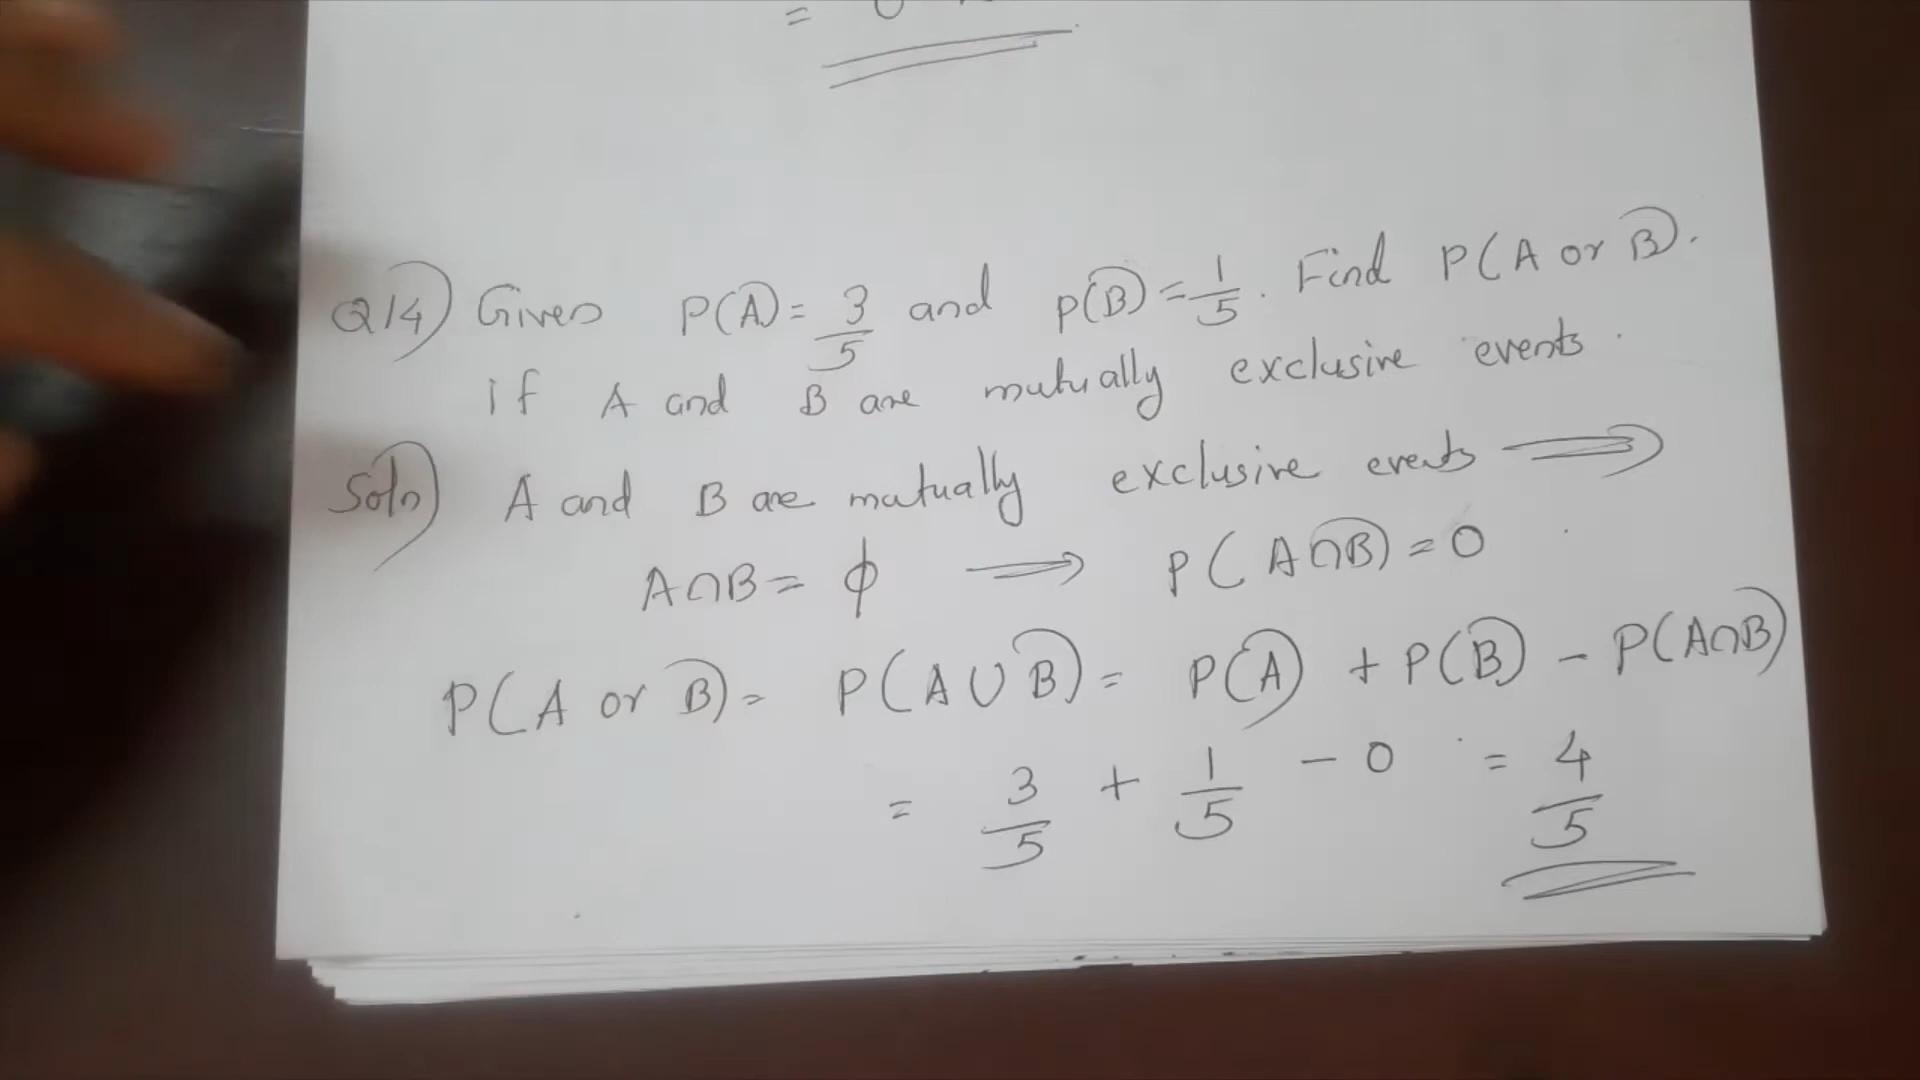 =
Q14) Given P(A) = 3/5 and P(B) = 1/5. Find P(A or B).
if A and B are mutually exclusive events.
Soln) A and B are mutually exclusive events ⟹
A∩B = ϕ ⟹ P(A∩B) = 0
P(A or B) = P(A∪B) = P(A) + P(B) - P(A∩B)
= 3/5 + 1/5 - 0 = 4/5